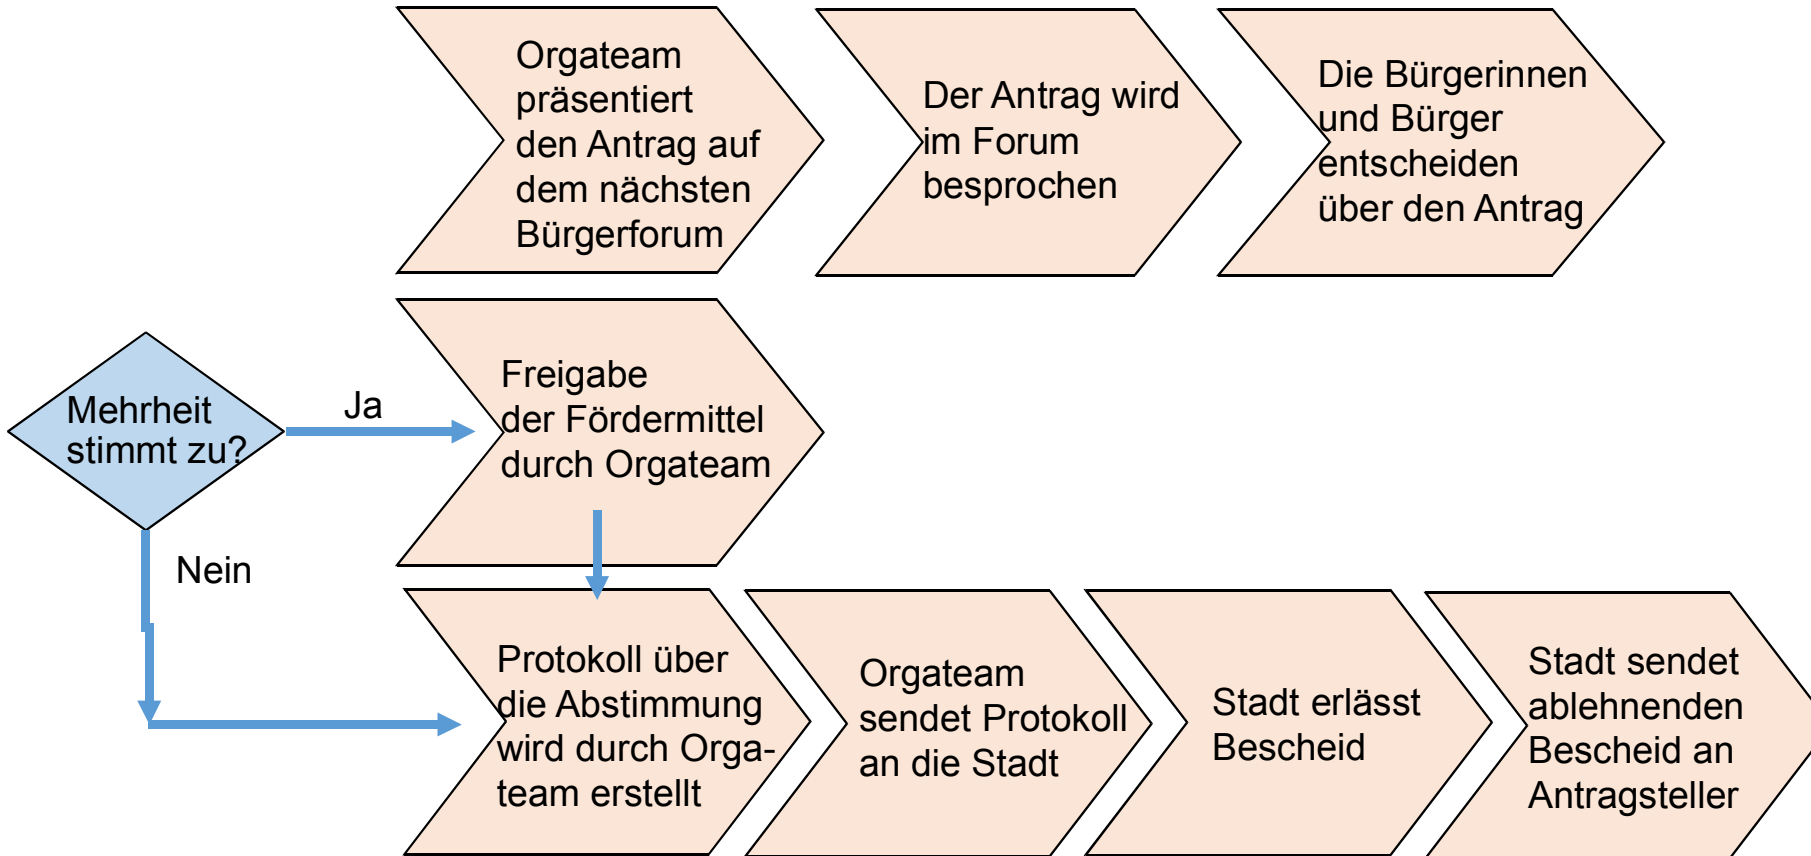 Orgateam
präsentiert
den Antrag auf
dem nächsten
Bürgerforum
Der Antrag wird
im Forum
besprochen
Die Bürgerinnen
und Bürger
entscheiden
über den Antrag
Mehrheit
stimmt zu?
Ja
Freigabe
der Fördermittel
durch Orgateam
Nein
Protokoll über
die Abstimmung
wird durch Orga-
team erstellt
Orgateam
sendet Protokoll
an die Stadt
Stadt erlässt
Bescheid
Stadt sendet
ablehnenden
Bescheid an
Antragsteller